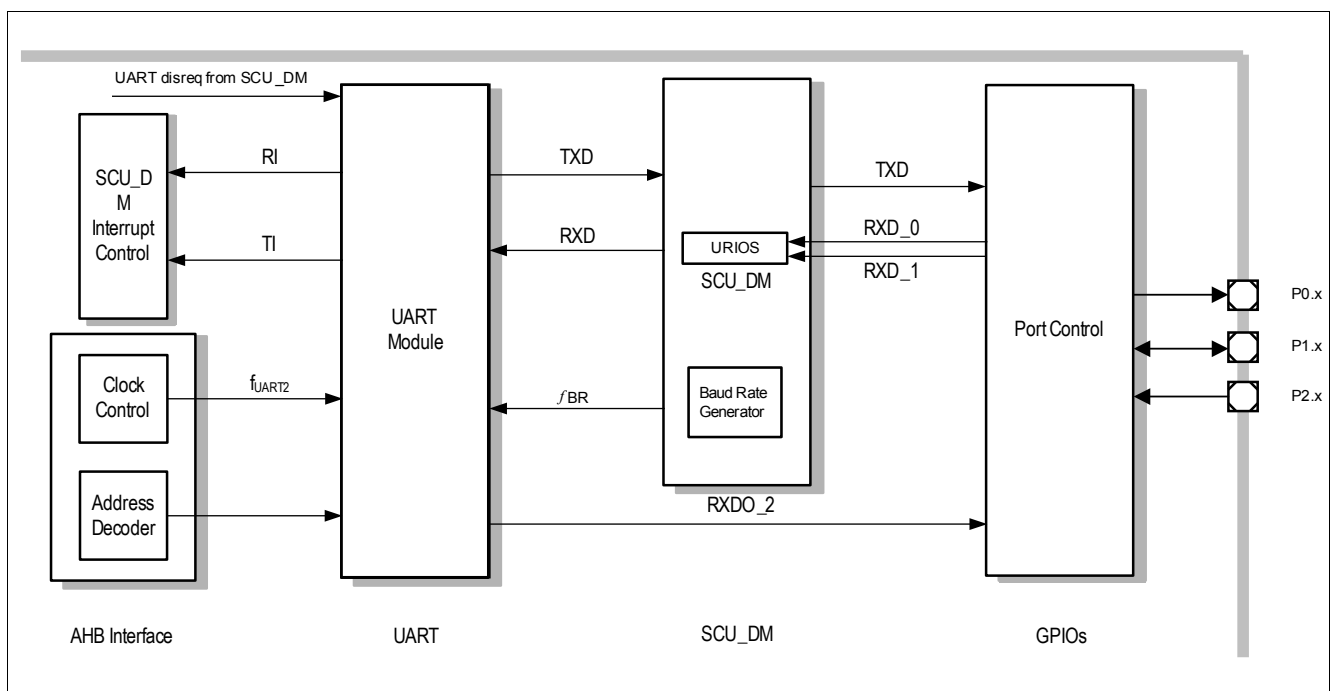 UART disreq from SCU_DM
SCU_D
M
Interrupt
Control
RI
TI
Clock
Control
Address
Decoder
fUART2
UART
Module
TXD
RXD
ƒBR
URIOS
SCU_DM
Baud Rate
Generator
RXDO_2
TXD
RXD_0
RXD_1
Port Control
P0.x
P1.x
P2.x
AHB Interface
UART
SCU_DM
GPIOs